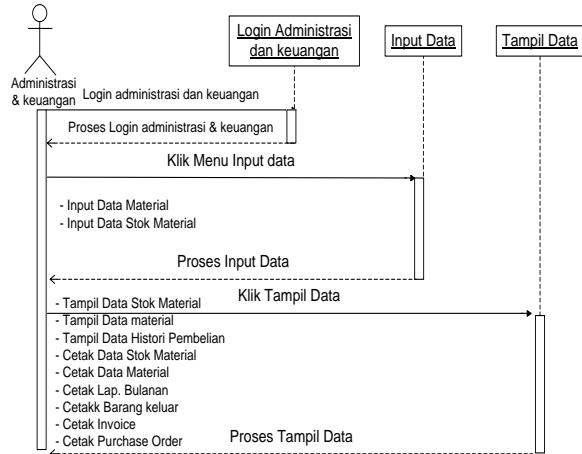 Login Administrasi
dan keuangan
Input Data
Tampil Data
Administrasi
& keuangan
Login administrasi dan keuangan
Proses Login administrasi & keuangan
Klik Menu Input data
- Input Data Material
- Input Data Stok Material
Proses Input Data
Klik Tampil Data
- Tampil Data Stok Material
- Tampil Data material
- Tampil Data Histori Pembelian
- Cetak Data Stok Material
- Cetak Data Material
- Cetak Lap. Bulanan
- Cetakk Barang keluar
- Cetak Invoice
- Cetak Purchase Order
Proses Tampil Data